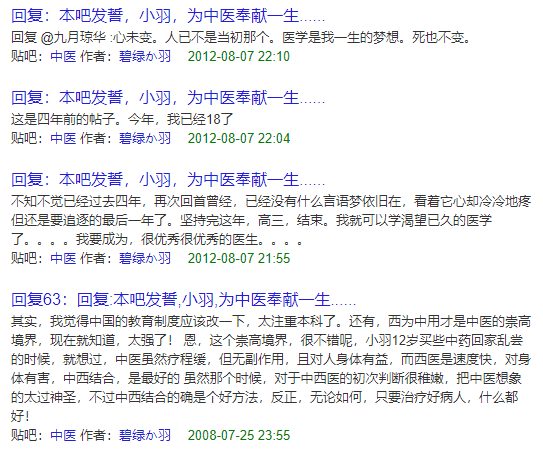 回复：本吧发誓，小羽，为中医奉献一生......
回复 @九月琼华 :心未变。人已不是当初那个。医学是我一生的梦想。死也不变。
贴吧：中医 作者：碧绿か羽 2012-08-07 22:10
回复：本吧发誓，小羽，为中医奉献一生......
这是四年前的帖子。今年，我已经18了
贴吧：中医 作者：碧绿か羽 2012-08-07 22:04
回复：本吧发誓，小羽，为中医奉献一生......
不知不觉已经过去四年，再次回首曾经，已经没有什么言语梦依旧在，看着它心却冷冷地疼
但还是要追逐的最后一年了。坚持完这年，高三，结束。我就可以学渴望已久的医学
了。。。。我要成为，很优秀很优秀的医生。。。。
贴吧：中医 作者：碧绿か羽 2012-08-07 21:55
回复63：回复:本吧发誓,小羽,为中医奉献一生......
其实，我觉得中国的教育制度应该改一下，太注重本科了。还有，西为中用才是中医的崇高
境界，现在就知道，太强了！ 恩，这个崇高境界，很不错呢，小羽12岁买些中药回家乱尝
的时候，就想过，中医虽然疗程缓，但无副作用，且对人身体有益，而西医是速度快，对身
体有害，中西结合，是最好的 虽然那个时候，对于中西医的初次判断很稚嫩，把中医想象
的太过神圣，不过中西结合的确是个好方法，反正，无论如何，只要治疗好病人，什么都
好！
贴吧：中医 作者：碧绿か羽 2008-07-25 23:55